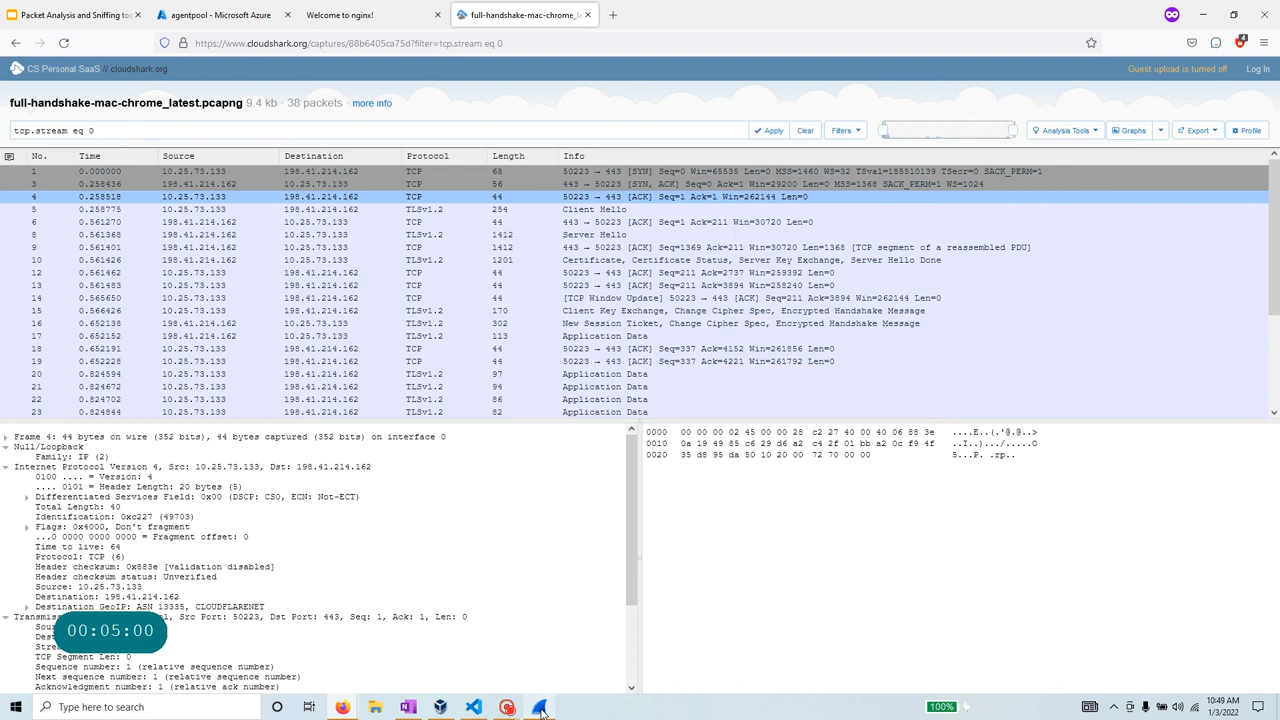 Packet Analysis and Sniffing to
agentpool - Microsoft Azure
Welcome to nginx!
full-handshake-mac-chrome_la
https://www.cloudshark.org/captures/88b6405ca75d?filter=tcp.stream eq 0
4
CS Personal SaaS // cloudshark.org
Guest upload is turned off Log In
full-handshake-mac-chrome_latest.pcapng 9.4 kb · 38 packets · more info
tcp.stream eq 0
Apply Clear Filters Analysis Tools Graphs Export Profile
No. Time Source Destination Protocol Length Info
1 0.000000 10.25.73.133 198.41.214.162 TCP 68 50223 → 443 [SYN] Seq=0 Win=65535 Len=0 MSS=1460 WS=32 TSval=185510139 TSecr=0 SACK_PERM=1
3 0.258436 198.41.214.162 10.25.73.133 TCP 56 443 → 50223 [SYN, ACK] Seq=0 Ack=1 Win=29200 Len=0 MSS=1368 SACK_PERM=1 WS=1024
4 0.258518 10.25.73.133 198.41.214.162 TCP 44 50223 → 443 [ACK] Seq=1 Ack=1 Win=262144 Len=0
5 0.258775 10.25.73.133 198.41.214.162 TLSv1.2 254 Client Hello
6 0.561270 198.41.214.162 10.25.73.133 TCP 44 443 → 50223 [ACK] Seq=1 Ack=211 Win=30720 Len=0
8 0.561368 198.41.214.162 10.25.73.133 TLSv1.2 1412 Server Hello
9 0.561401 198.41.214.162 10.25.73.133 TCP 1412 443 → 50223 [ACK] Seq=1369 Ack=211 Win=30720 Len=1368 [TCP segment of a reassembled PDU]
10 0.561426 198.41.214.162 10.25.73.133 TLSv1.2 1201 Certificate, Certificate Status, Server Key Exchange, Server Hello Done
12 0.561462 10.25.73.133 198.41.214.162 TCP 44 50223 → 443 [ACK] Seq=211 Ack=2737 Win=259392 Len=0
13 0.561483 10.25.73.133 198.41.214.162 TCP 44 50223 → 443 [ACK] Seq=211 Ack=3894 Win=258240 Len=0
14 0.565650 10.25.73.133 198.41.214.162 TCP 44 [TCP Window Update] 50223 → 443 [ACK] Seq=211 Ack=3894 Win=262144 Len=0
15 0.566426 10.25.73.133 198.41.214.162 TLSv1.2 170 Client Key Exchange, Change Cipher Spec, Encrypted Handshake Message
16 0.652138 198.41.214.162 10.25.73.133 TLSv1.2 302 New Session Ticket, Change Cipher Spec, Encrypted Handshake Message
17 0.652152 198.41.214.162 10.25.73.133 TLSv1.2 113 Application Data
18 0.652191 10.25.73.133 198.41.214.162 TCP 44 50223 → 443 [ACK] Seq=337 Ack=4152 Win=261856 Len=0
19 0.652228 10.25.73.133 198.41.214.162 TCP 44 50223 → 443 [ACK] Seq=337 Ack=4221 Win=261792 Len=0
20 0.824594 10.25.73.133 198.41.214.162 TLSv1.2 97 Application Data
21 0.824672 10.25.73.133 198.41.214.162 TLSv1.2 94 Application Data
22 0.824752 10.25.73.133 198.41.214.162 TLSv1.2 86 Application Data
23 0.824844 10.25.73.133 198.41.214.162 TLSv1.2 82 Application Data
Frame 4: 44 bytes on wire (352 bits), 44 bytes captured (352 bits) on interface 0
Null/Loopback
Family: IP (2)
Internet Protocol Version 4, Src: 10.25.73.133, Dst: 198.41.214.162
0100 .... = Version: 4
.... 0101 = Header Length: 20 bytes (5)
Differentiated Services Field: 0x00 (DSCP: CS0, ECN: Not-ECT)
Total Length: 40
Identification: 0xc227 (49703)
Flags: 0x4000, Don't fragment
...0 0000 0000 0000 = Fragment offset: 0
Time to live: 64
Protocol: TCP (6)
Header checksum: 0x883e [validation disabled]
Header checksum status: Unverified
Source: 10.25.73.133
Destination: 198.41.214.162
Destination GeoIP: ASN 13335, CLOUDFLARENET
Transmiss ol, Src Port: 50223, Dst Port: 443, Seq: 1, Ack: 1, Len: 0
Sour
00:05:00
Dest
Stre
TCP Segment Len: 0
Sequence number: 1 (relative sequence number)
Next sequence number: 1 (relative sequence number)
Acknowledgment number: 1 (relative ack number)
0000 00 00 00 02 45 00 00 28 c2 27 40 00 40 06 88 3e ....E..(.'@.@..>
0010 0a 19 49 85 c6 29 d6 a2 c4 2f 01 bb a2 0c f9 4f ..I..).../.....O
0020 35 d8 95 da 50 10 20 00 72 70 00 00 5...P. .rp..
Type here to search
100%
10:49 AM
1/3/2022